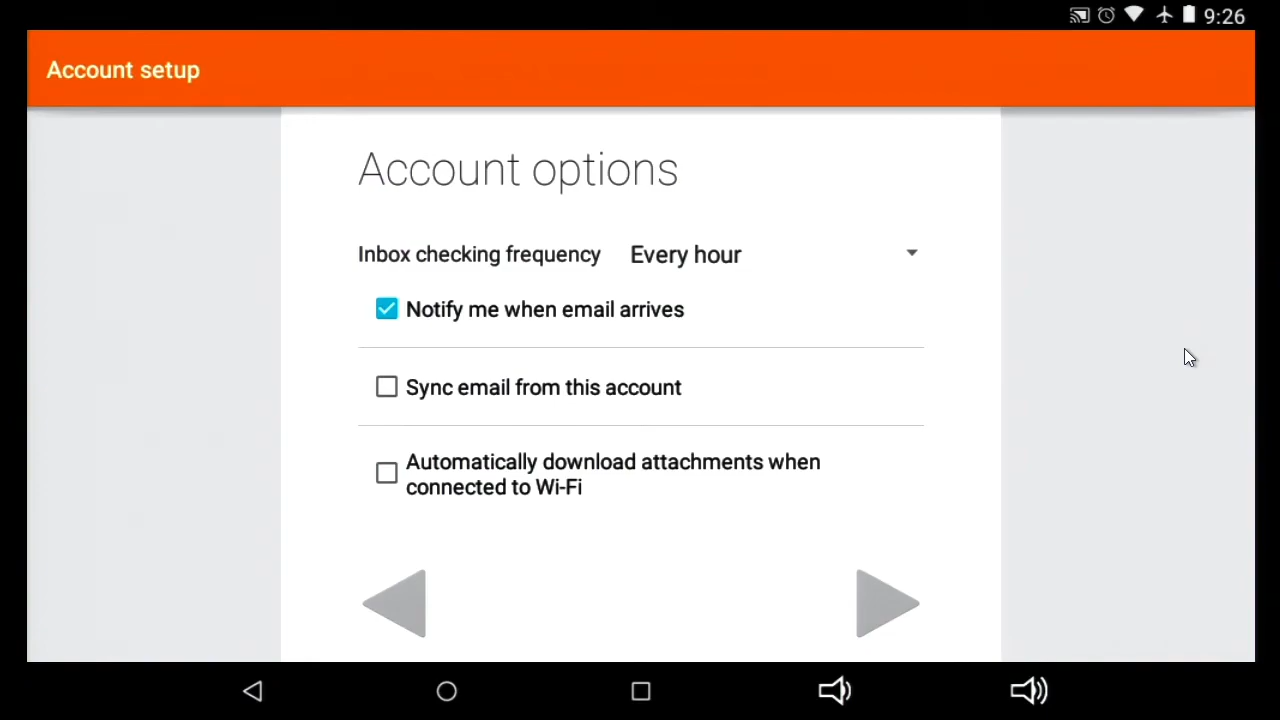 9:26
Account setup
Account options
Inbox checking frequency Every hour
Notify me when email arrives
Sync email from this account
Automatically download attachments when
connected to Wi-Fi